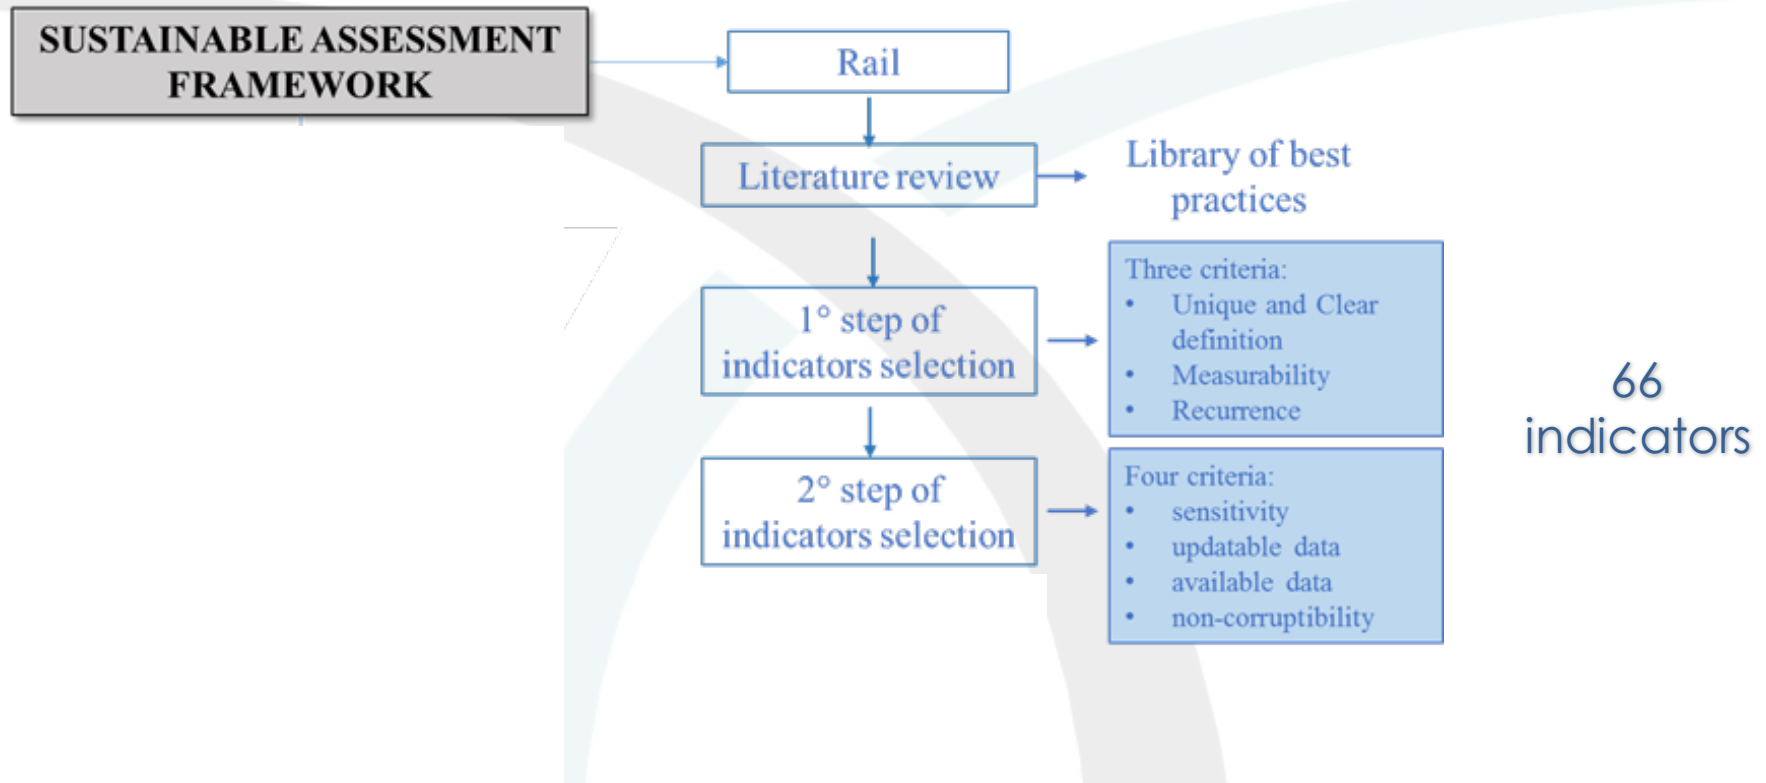 SUSTAINABLE ASSESSMENT
FRAMEWORK
Rail
Literature review
Library of best
practices
1° step of
indicators selection
Three criteria:
• Unique and Clear
definition
• Measurability
• Recurrence
66
indicators
2° step of
indicators selection
Four criteria:
• sensitivity
• updatable data
• available data
• non-corruptibility